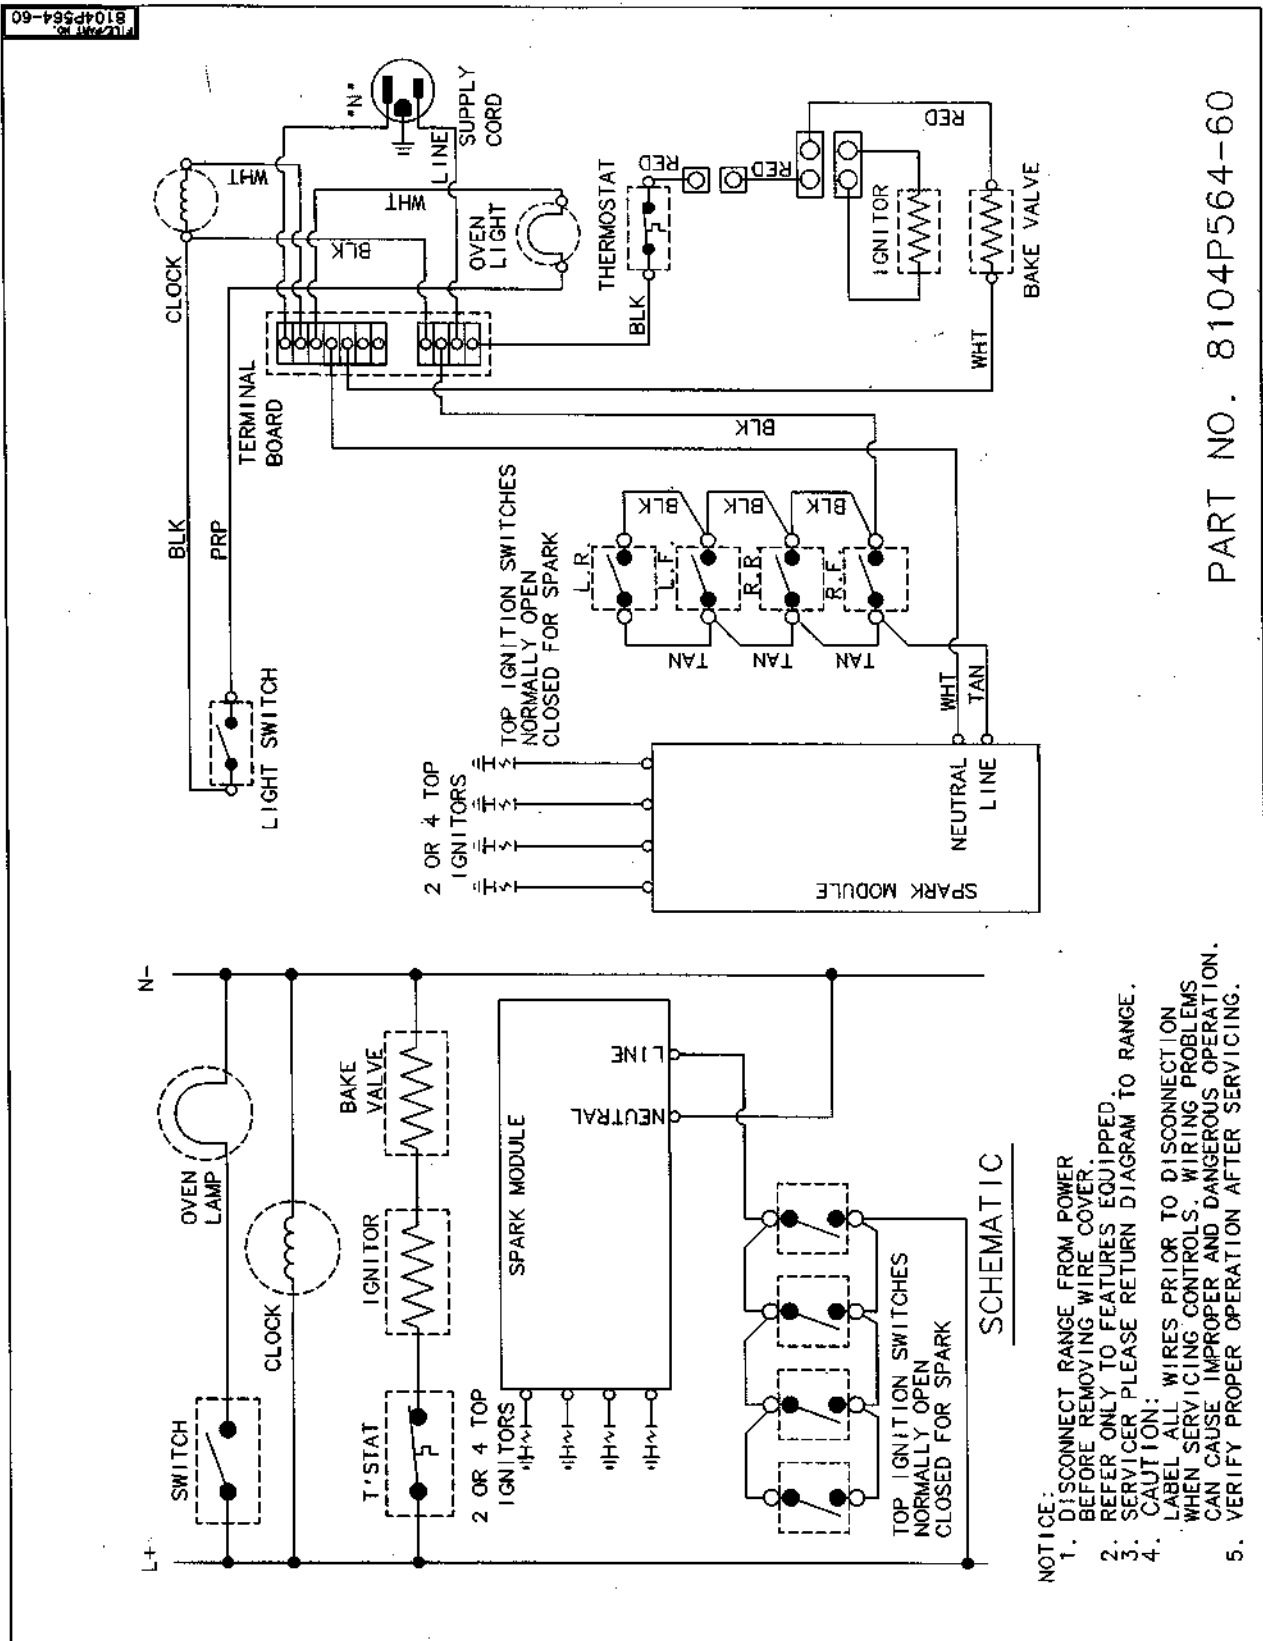 FILE/PART NO.
8104P564-60
"N"
LINE
SUPPLY
CORD
WHT
WHT
CLOCK
BLK
OVEN
LIGHT
THERMOSTAT
RED
RED
RED
BLK
IGNITOR
BAKE VALVE
WHT
TERMINAL
BOARD
BLK
BLK
PRP
LIGHT SWITCH
TOP IGNITION SWITCHES
NORMALLY OPEN
CLOSED FOR SPARK
L.R.
L.F.
R.R.
R.F.
BLK
BLK
BLK
TAN
TAN
TAN
WHT
TAN
2 OR 4 TOP
IGNITORS
NEUTRAL
LINE
SPARK MODULE
PART NO. 8104P564-60
N-
L+
OVEN
LAMP
SWITCH
CLOCK
BAKE
VALVE
IGNITOR
T'STAT
2 OR 4 TOP
IGNITORS
SPARK MODULE
LINE
NEUTRAL
TOP IGNITION SWITCHES
NORMALLY OPEN
CLOSED FOR SPARK
SCHEMATIC
NOTICE:
1. DISCONNECT RANGE FROM POWER
BEFORE REMOVING WIRE COVER.
2. REFER ONLY TO FEATURES EQUIPPED.
3. SERVICER PLEASE RETURN DIAGRAM TO RANGE.
4. CAUTION:
LABEL ALL WIRES PRIOR TO DISCONNECTION
WHEN SERVICING CONTROLS. WIRING PROBLEMS
CAN CAUSE IMPROPER AND DANGEROUS OPERATION.
5. VERIFY PROPER OPERATION AFTER SERVICING.